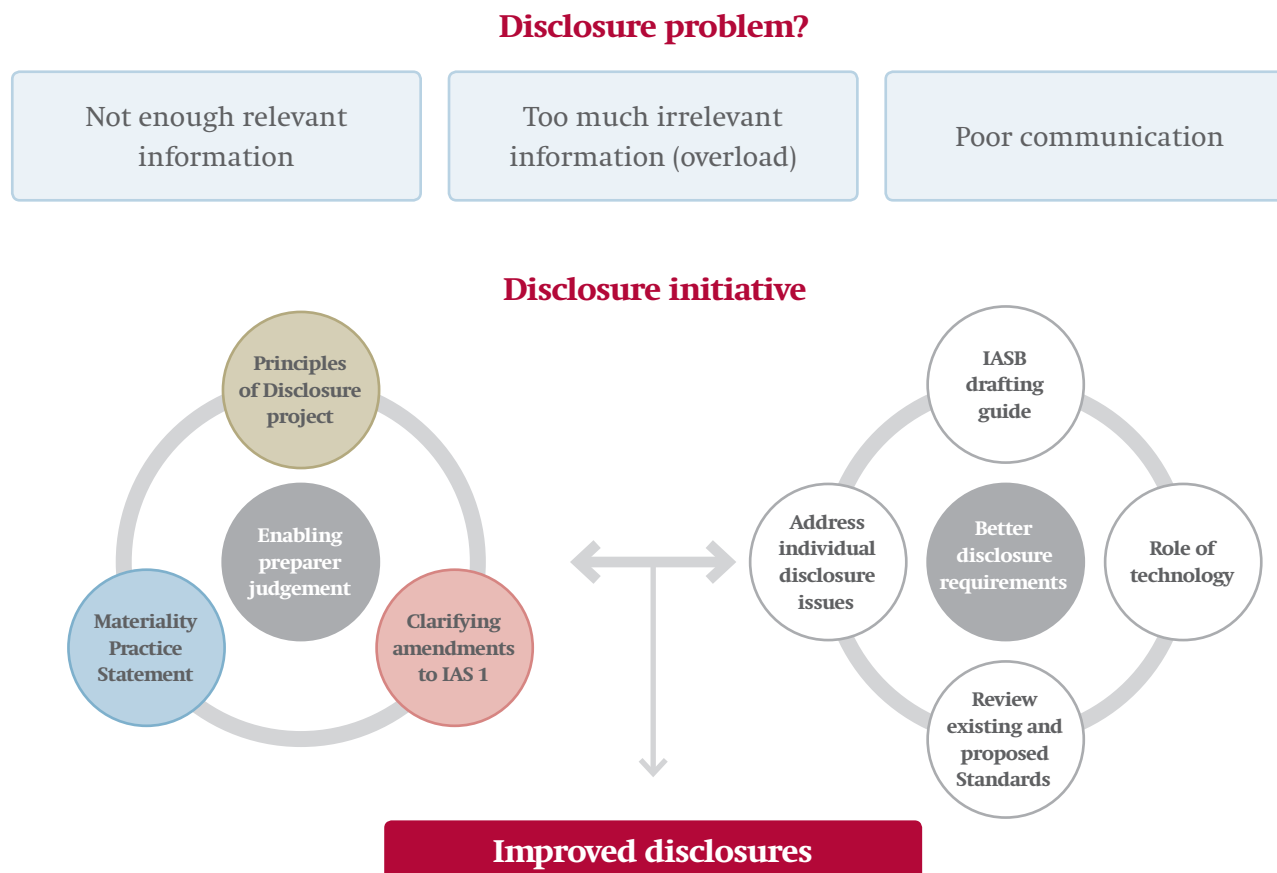 Disclosure problem?
Not enough relevant
information
Too much irrelevant
information (overload)
Poor communication
Disclosure initiative
Principles
of Disclosure
project
Enabling
preparer
judgement
Materiality
Practice
Statement
Clarifying
amendments
to IAS 1
IASB
drafting
guide
Address
individual
disclosure
issues
Better
disclosure
requirements
Role of
technology
Review
existing and
proposed
Standards
Improved disclosures